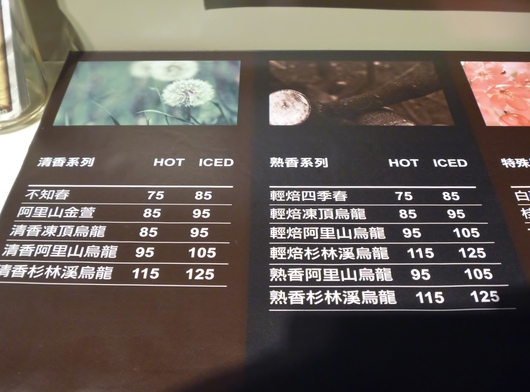 清香系列 HOT ICED
不知春 75 85
阿里山金萱 85 95
清香凍頂烏龍 85 95
清香阿里山烏龍 95 105
清香杉林溪烏龍 115 125
熟香系列 HOT ICED
輕焙四季春 75 85
輕焙凍頂烏龍 85 95
輕焙阿里山烏龍 95 105
輕焙杉林溪烏龍 115 125
熟香阿里山烏龍 95 105
熟香杉林溪烏龍 115 125
特殊
白